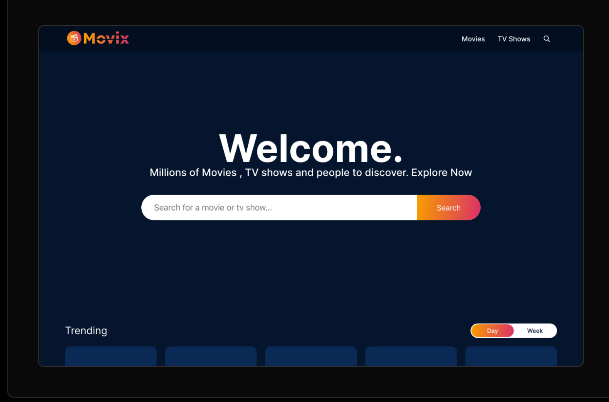 Movix
Movies
TV Shows
Welcome.
Millions of Movies , TV shows and people to discover. Explore Now
Search for a movie or tv show...
Search
Trending
Day
Week